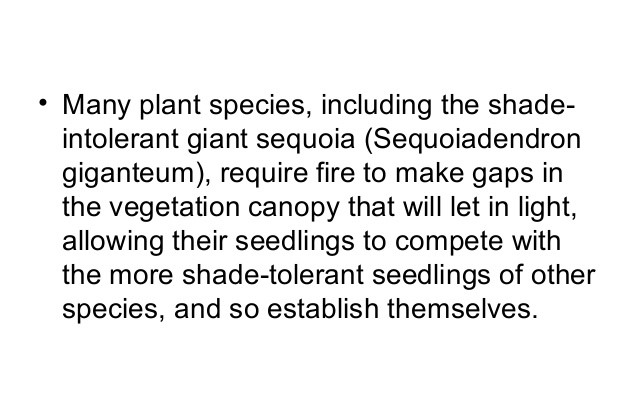 • Many plant species, including the shade-
intolerant giant sequoia (Sequoiadendron
giganteum), require fire to make gaps in
the vegetation canopy that will let in light,
allowing their seedlings to compete with
the more shade-tolerant seedlings of other
species, and so establish themselves.